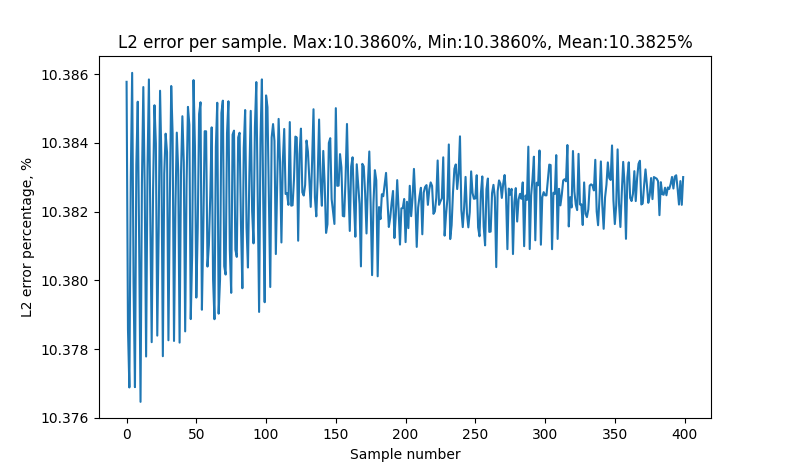 L2 error per sample. Max:10.3860%, Min:10.3860%, Mean:10.3825%
10.386
10.384
10.382
10.380
10.378
10.376
L2 error percentage, %
0 50 100 150 200 250 300 350 400
Sample number